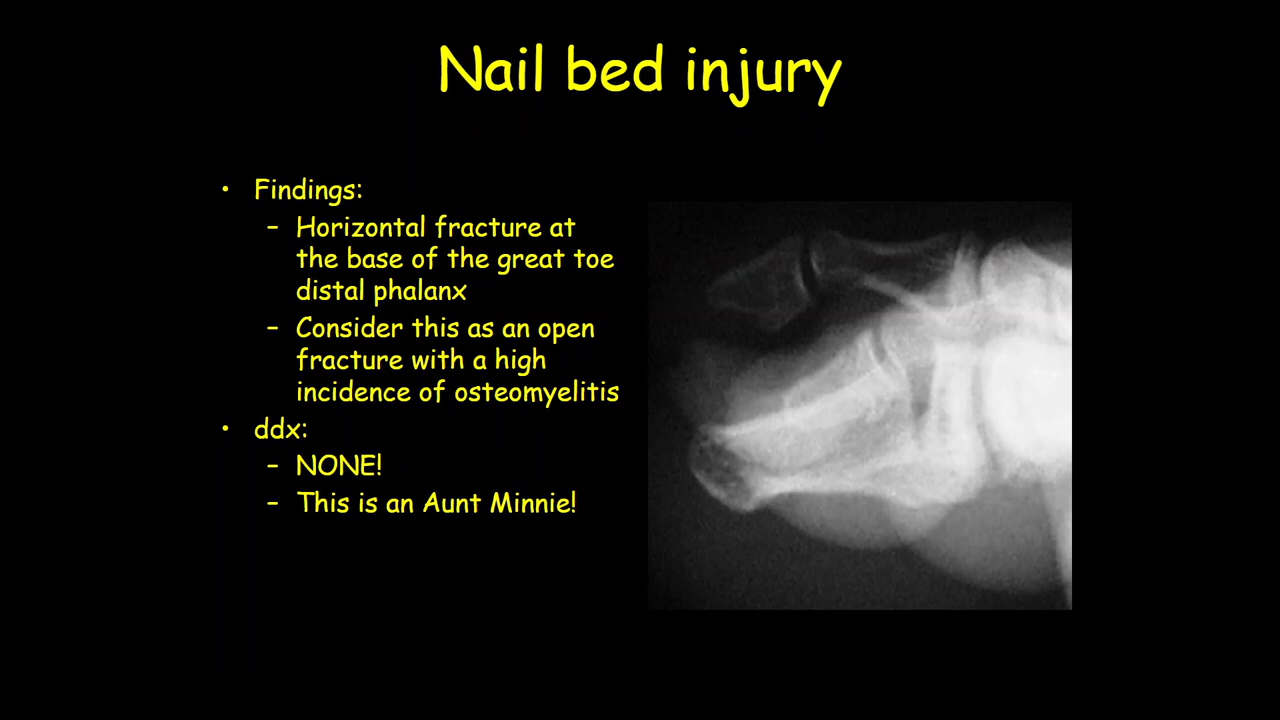 Nail bed injury
• Findings:
– Horizontal fracture at
the base of the great toe
distal phalanx
– Consider this as an open
fracture with a high
incidence of osteomyelitis
• ddx:
– NONE!
– This is an Aunt Minnie!